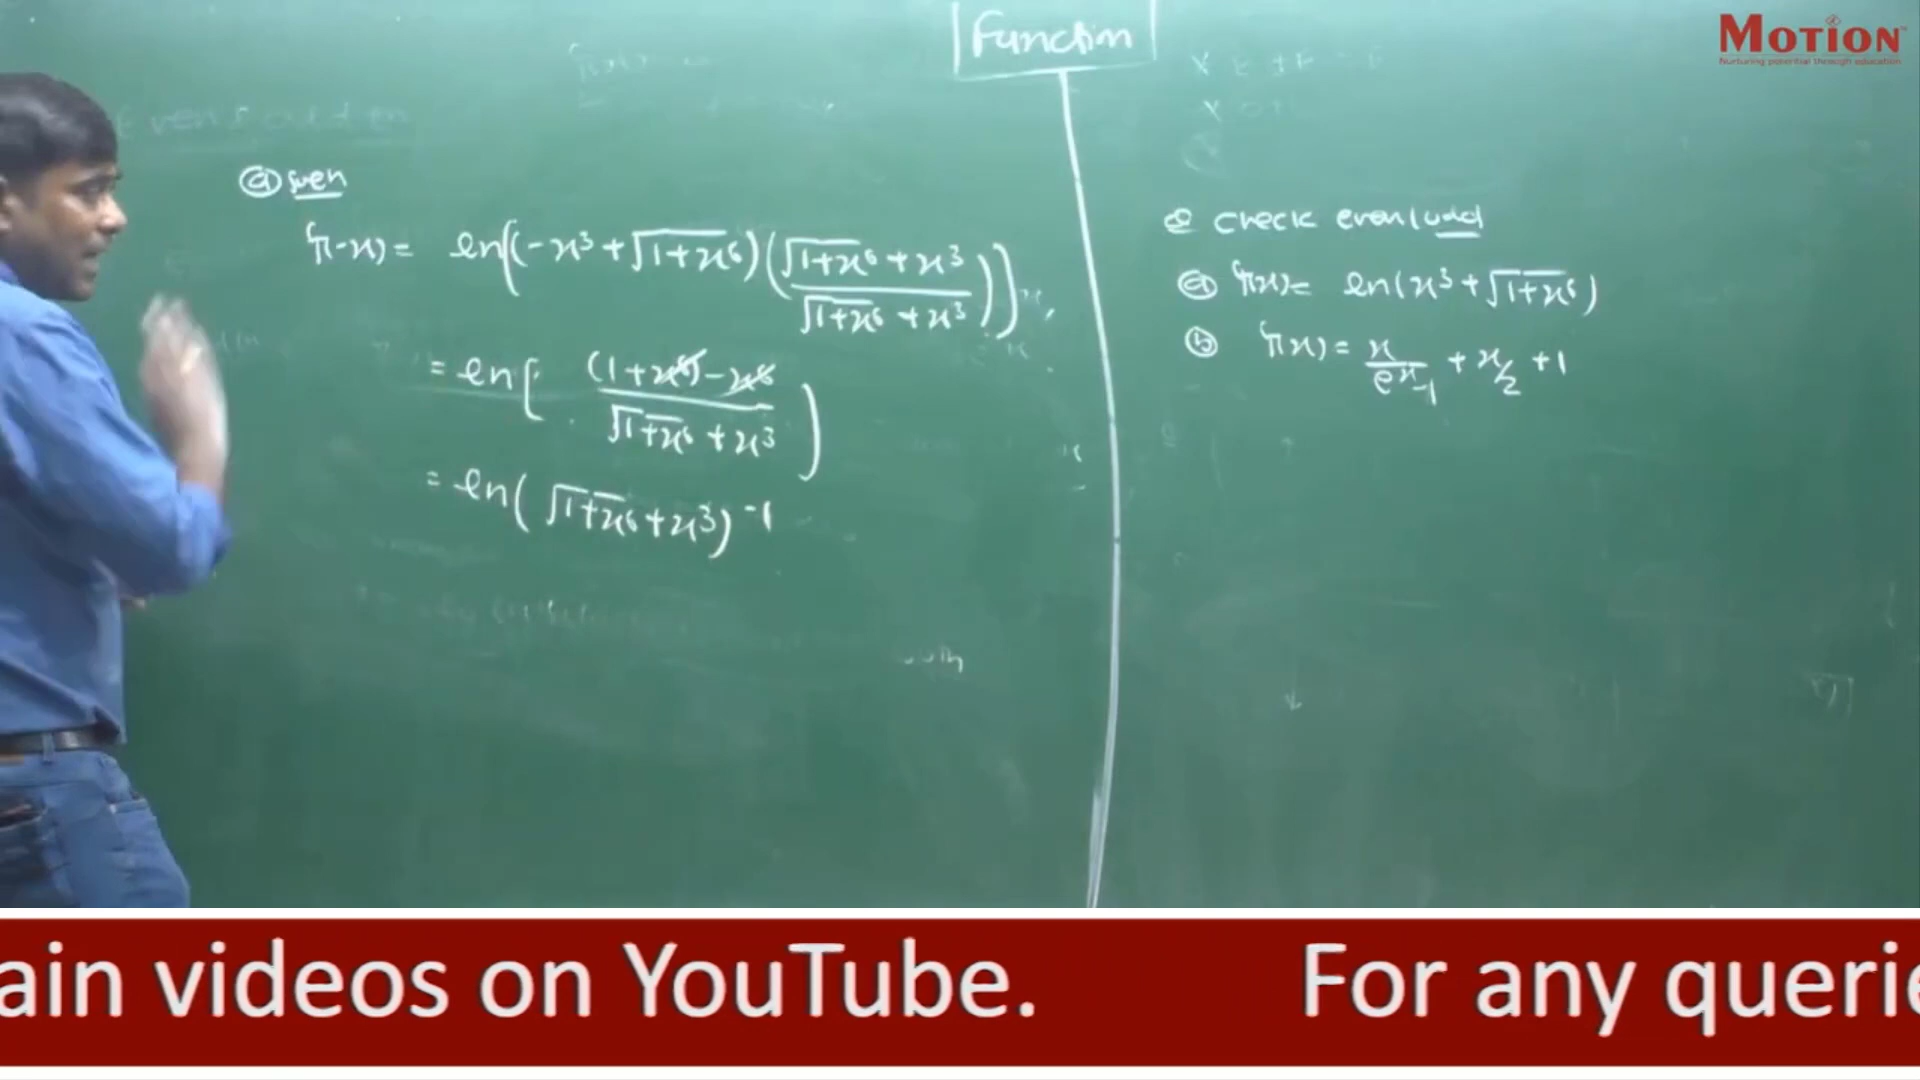 Function
MOTION
Nurturing potential through education
ⓐ given
f(-x) = ln((-x³ + √1+x⁶)(√1+x⁶ + x³ / √1+x⁶ + x³))
= ln[(1+x⁶) - x⁶ / √1+x⁶ + x³)
= ln(√1+x⁶ + x³)⁻¹
Q check even/odd
ⓐ f(x) = ln(x³ + √1+x⁶)
ⓑ f(x) = x / eˣ-1 + x/2 + 1
ain videos on YouTube. For any querie